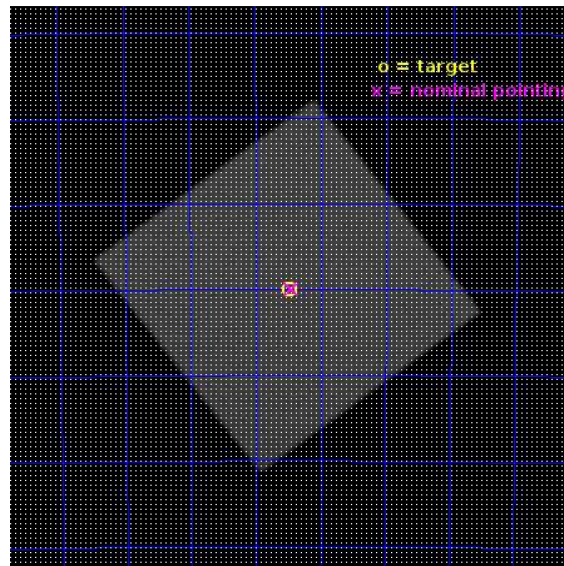 o = target
x = nominal pointing